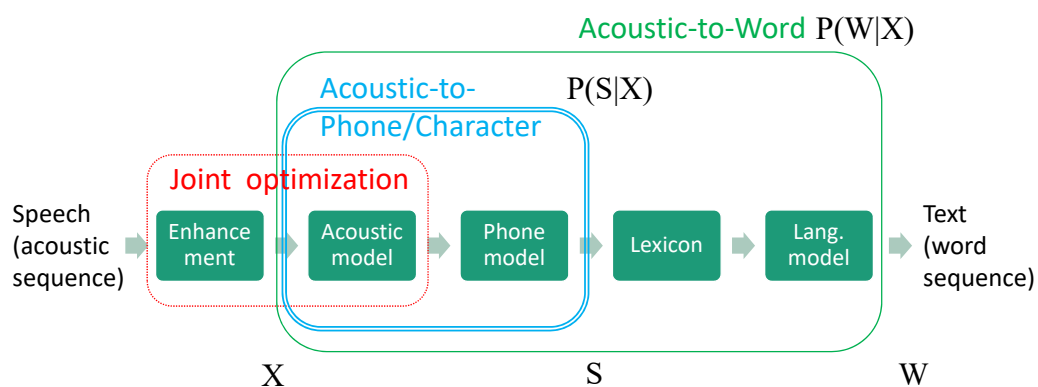 Acoustic-to-Word P(W|X)
Acoustic-to-
Phone/Character
P(S|X)
Joint optimization
Speech
(acoustic
sequence)
Enhance
ment
Acoustic
model
Phone
model
Lexicon
Lang.
model
Text
(word
sequence)
X
S
W